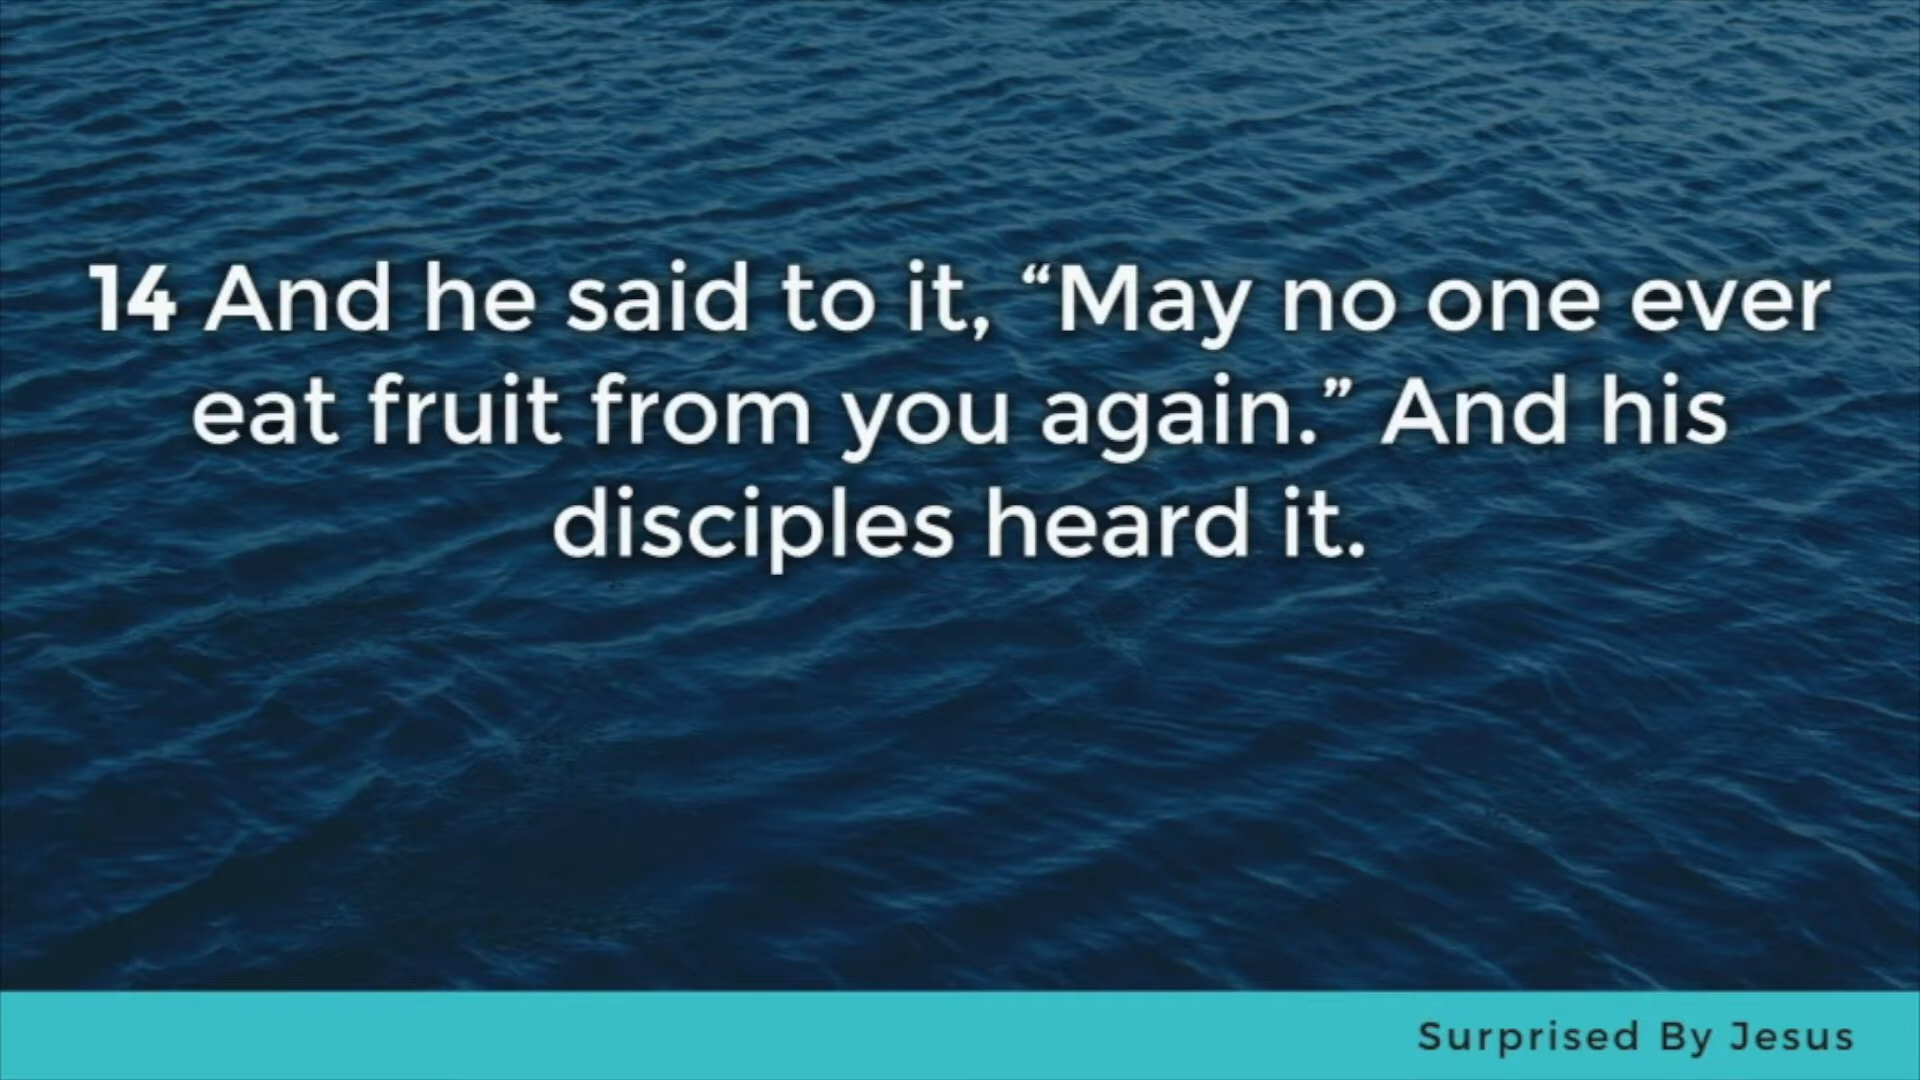 14 And he said to it, “May no one ever
eat fruit from you again.” And his
disciples heard it.
Surprised By Jesus